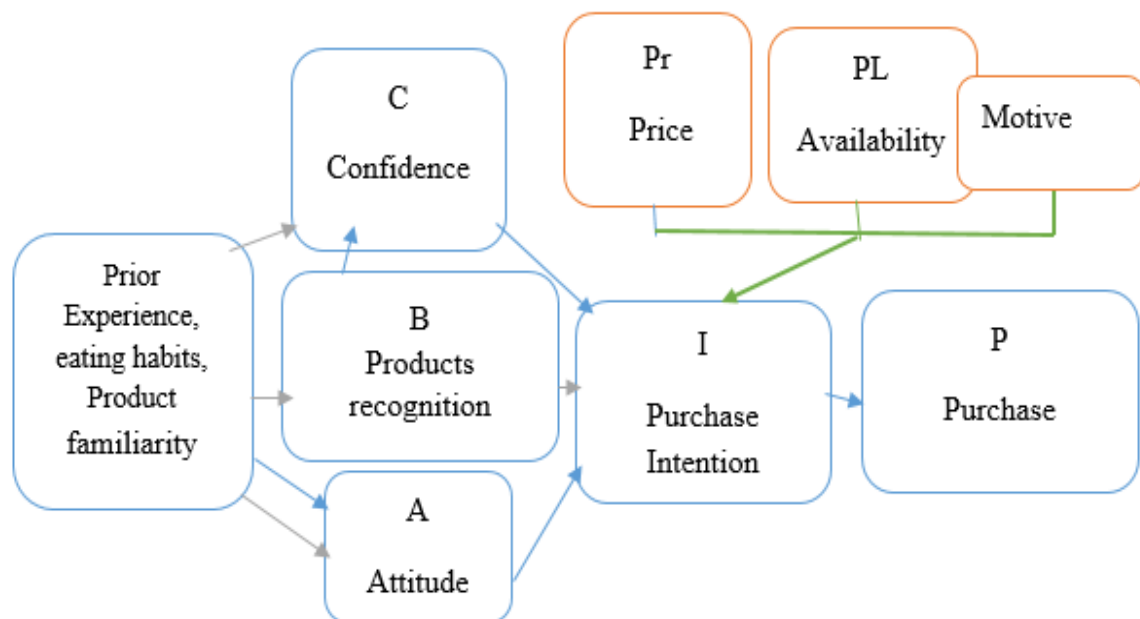 Prior
Experience,
eating habits,
Product
familiarity
C
Confidence
B
Products
recognition
A
Attitude
Pr
Price
PL
Availability
Motive
I
Purchase
Intention
P
Purchase